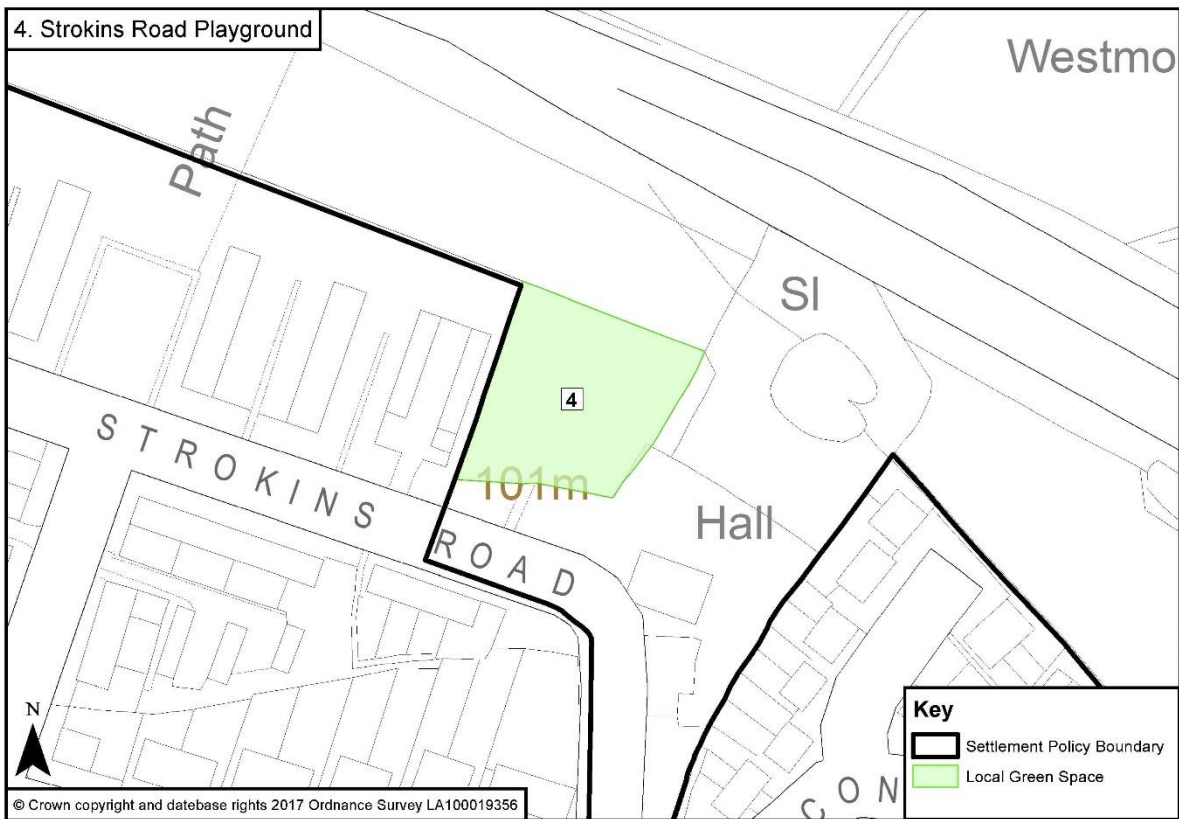 4. Strokins Road Playground
Westmo
Path
Sl
4
101m
STROKINS ROAD
Hall
N
Key
Settlement Policy Boundary
Local Green Space
CON
© Crown copyright and datebase rights 2017 Ordnance Survey LA100019356